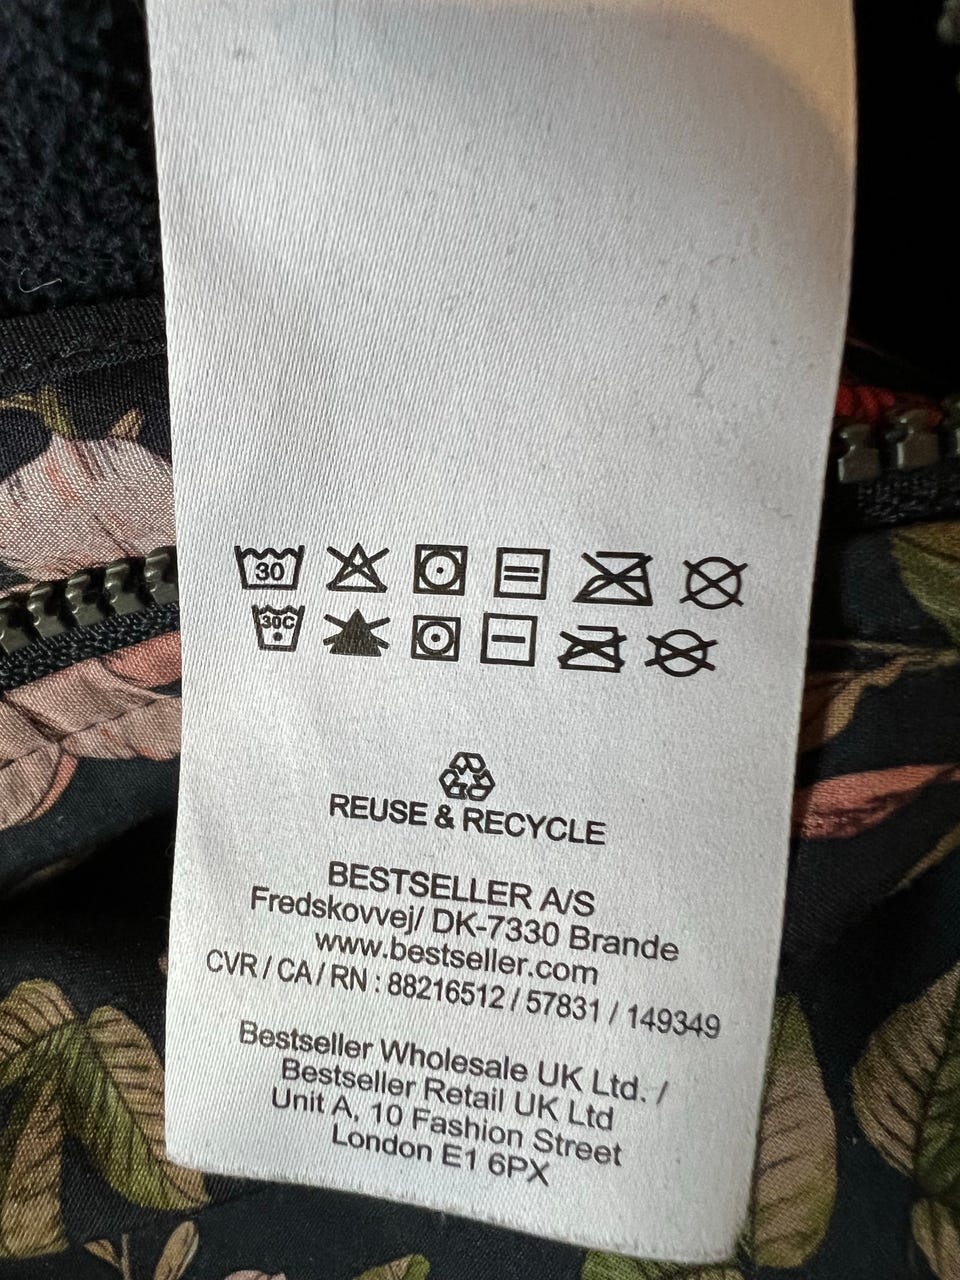 30
30C
REUSE & RECYCLE
BESTSELLER A/S
Fredskovvej/ DK-7330 Brande
www.bestseller.com
CVR / CA / RN : 88216512 / 57831 / 149349
Bestseller Wholesale UK Ltd. /
Bestseller Retail UK Ltd
Unit A, 10 Fashion Street
London E1 6PX